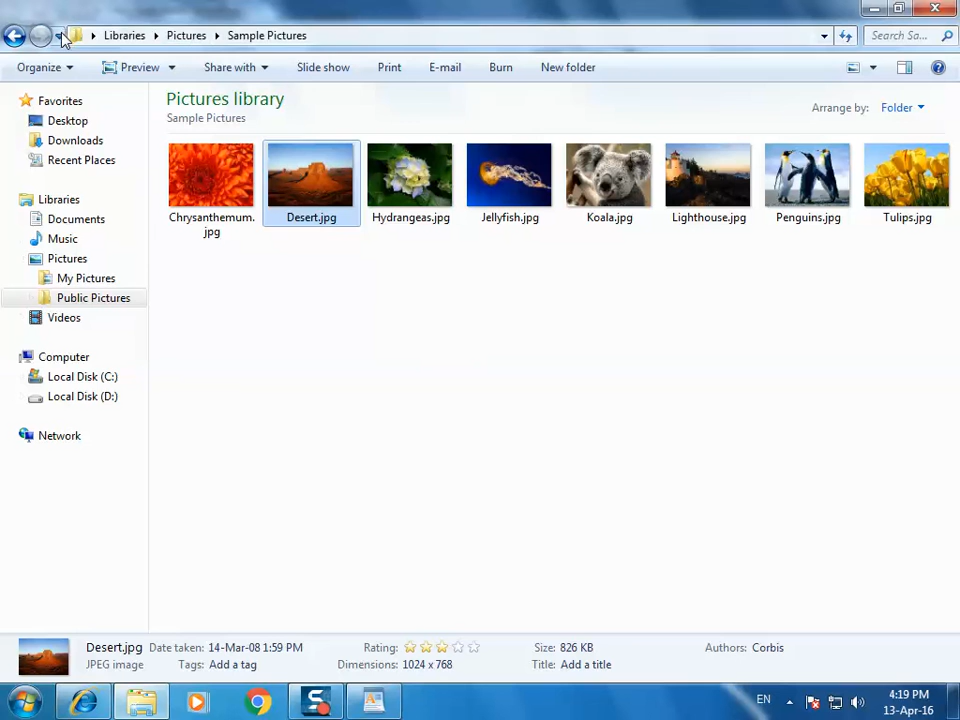 Libraries Pictures Sample Pictures
Search Sa...
Organize Preview Share with Slide show Print E-mail Burn New folder
Favorites
Desktop
Downloads
Recent Places
Libraries
Documents
Music
Pictures
My Pictures
Public Pictures
Videos
Computer
Local Disk (C:)
Local Disk (D:)
Network
Pictures library
Sample Pictures
Arrange by: Folder
Chrysanthemum.
jpg
Desert.jpg
Hydrangeas.jpg
Jellyfish.jpg
Koala.jpg
Lighthouse.jpg
Penguins.jpg
Tulips.jpg
Desert.jpg Date taken: 14-Mar-08 1:59 PM Rating: Size: 826 KB Authors: Corbis
JPEG image Tags: Add a tag Dimensions: 1024 x 768 Title: Add a title
EN
4:19 PM
13-Apr-16